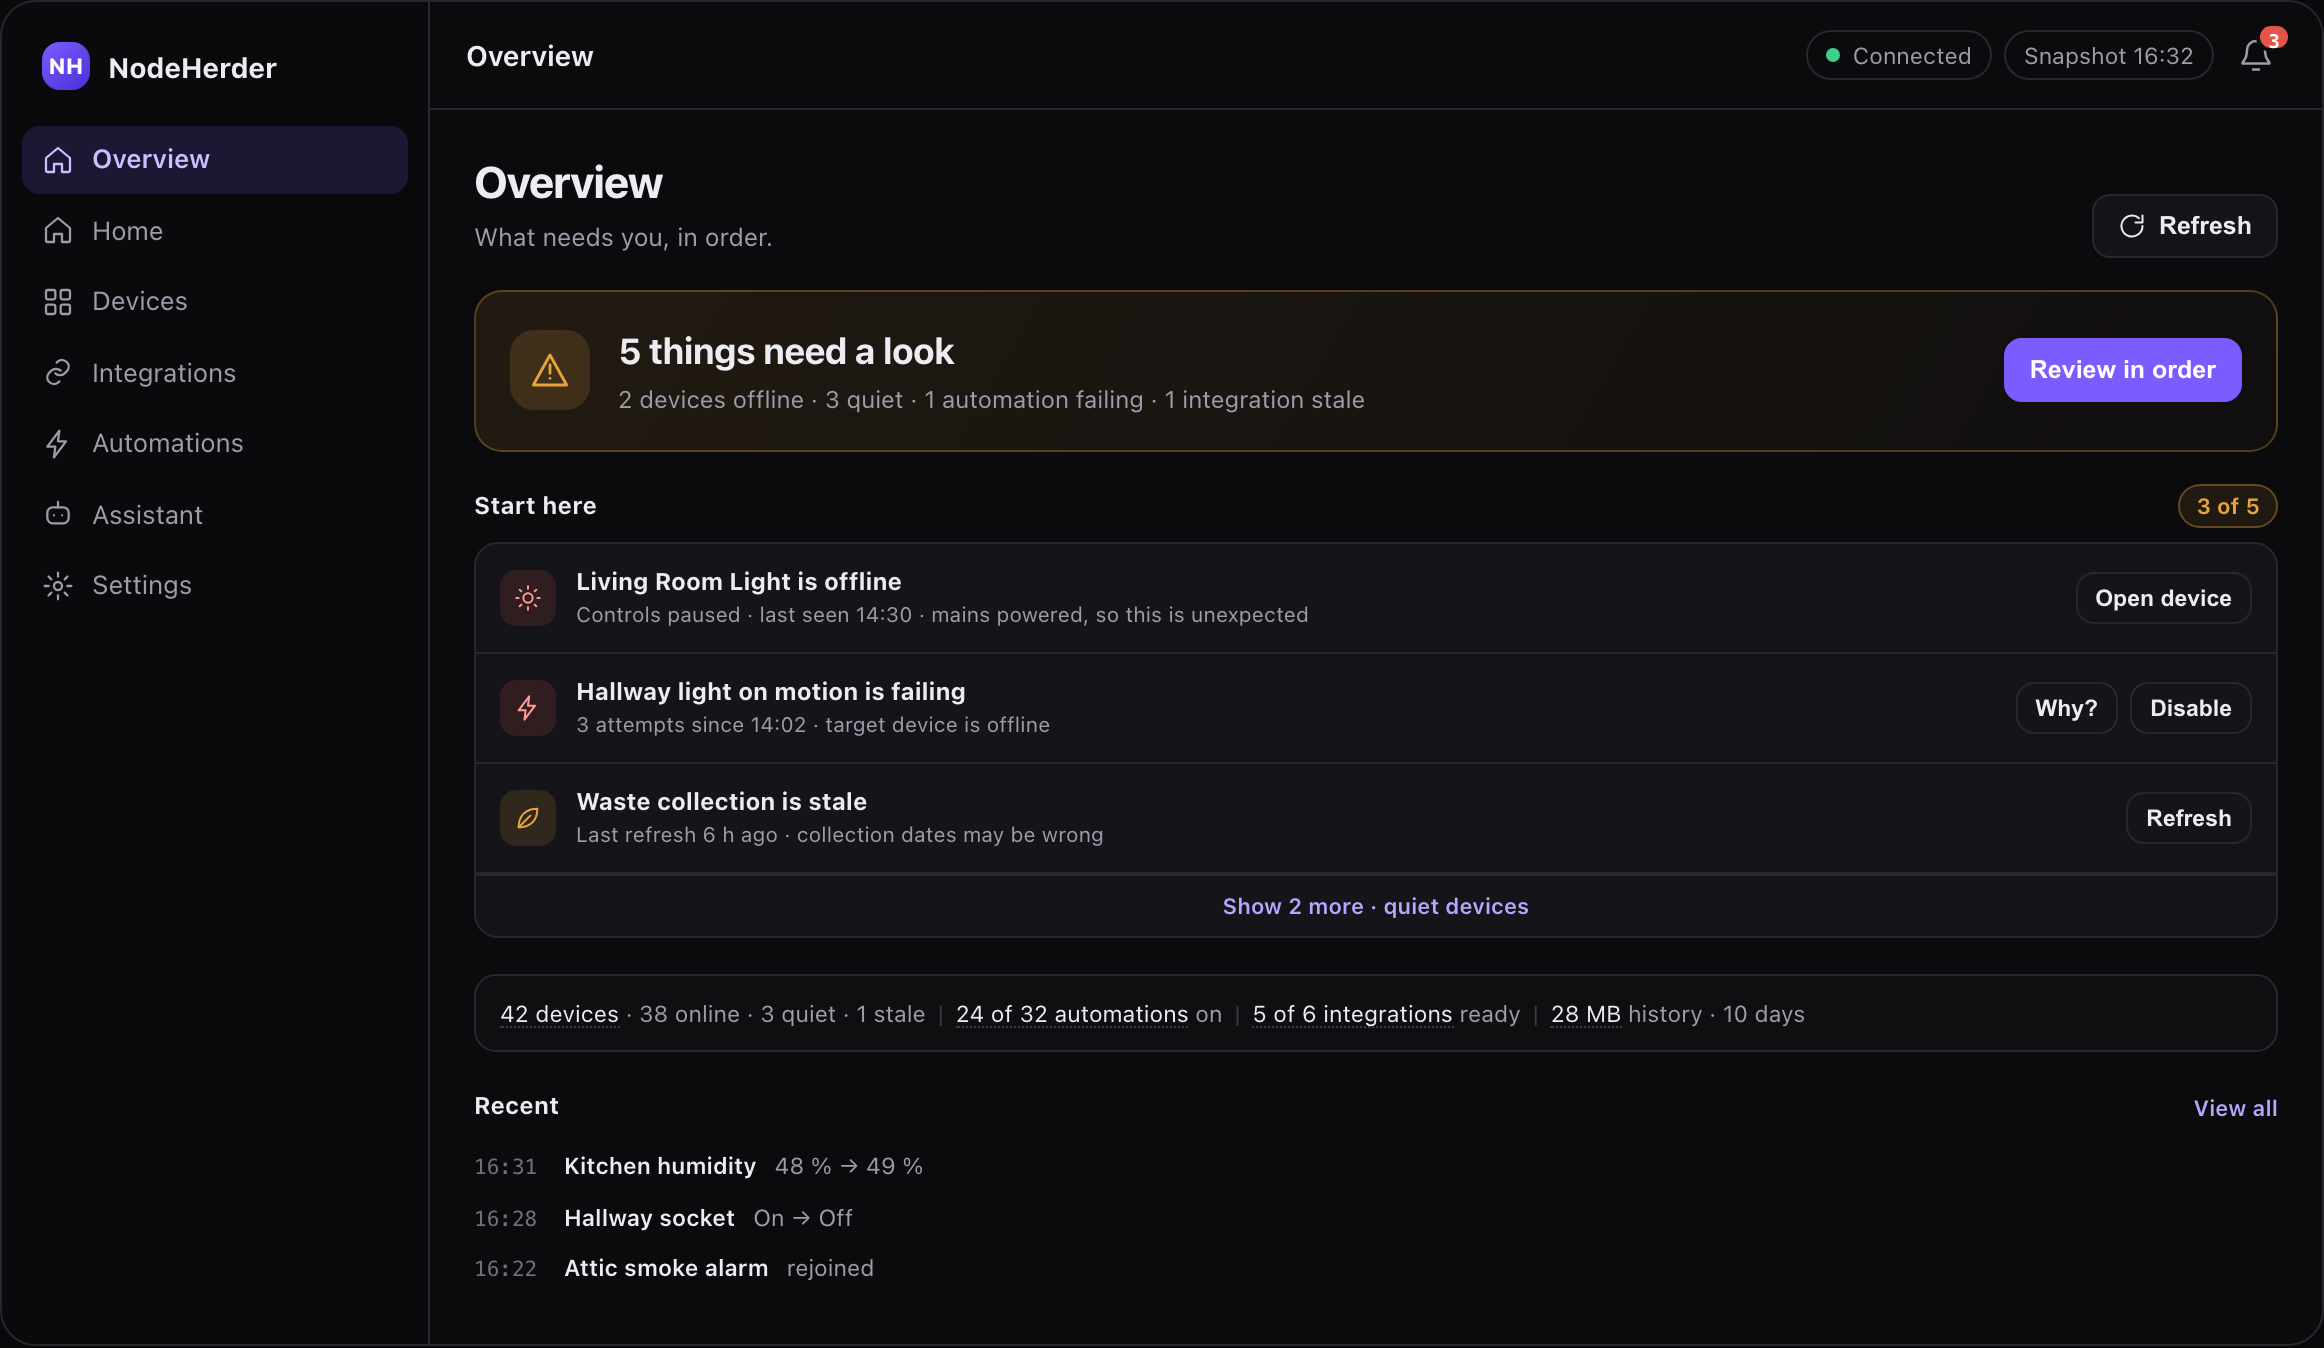 NH NodeHerder
Overview
Home
Devices
Integrations
Automations
Assistant
Settings
Overview
Connected
Snapshot 16:32
3
Overview
What needs you, in order.
Refresh
5 things need a look
2 devices offline · 3 quiet · 1 automation failing · 1 integration stale
Review in order
Start here
3 of 5
Living Room Light is offline
Controls paused · last seen 14:30 · mains powered, so this is unexpected
Open device
Hallway light on motion is failing
3 attempts since 14:02 · target device is offline
Why?
Disable
Waste collection is stale
Last refresh 6 h ago · collection dates may be wrong
Refresh
Show 2 more · quiet devices
42 devices · 38 online · 3 quiet · 1 stale | 24 of 32 automations on | 5 of 6 integrations ready | 28 MB history · 10 days
Recent
View all
16:31 Kitchen humidity 48 % → 49 %
16:28 Hallway socket On → Off
16:22 Attic smoke alarm rejoined